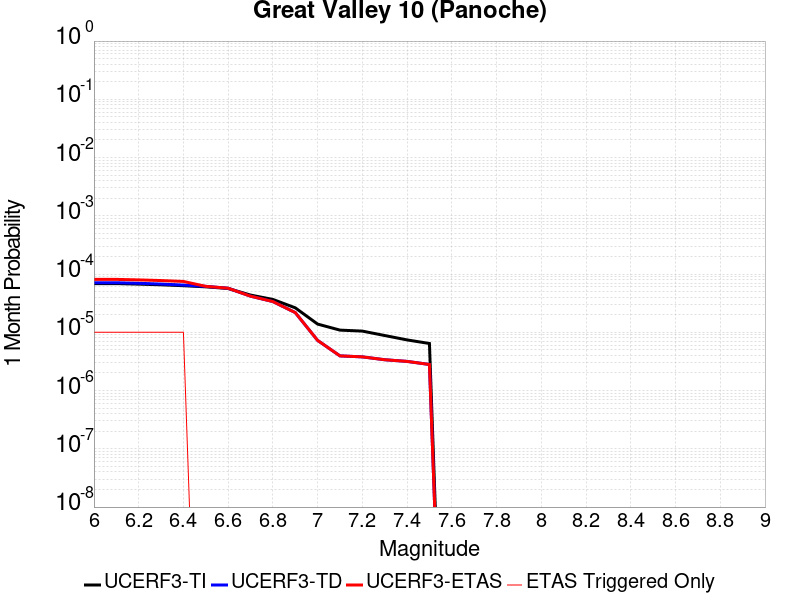 Great Valley 10 (Panoche)
1 Month Probability
10^0
10^-1
10^-2
10^-3
10^-4
10^-5
10^-6
10^-7
10^-8
6 6.2 6.4 6.6 6.8 7 7.2 7.4 7.6 7.8 8 8.2 8.4 8.6 8.8 9
Magnitude
UCERF3-TI UCERF3-TD UCERF3-ETAS ETAS Triggered Only